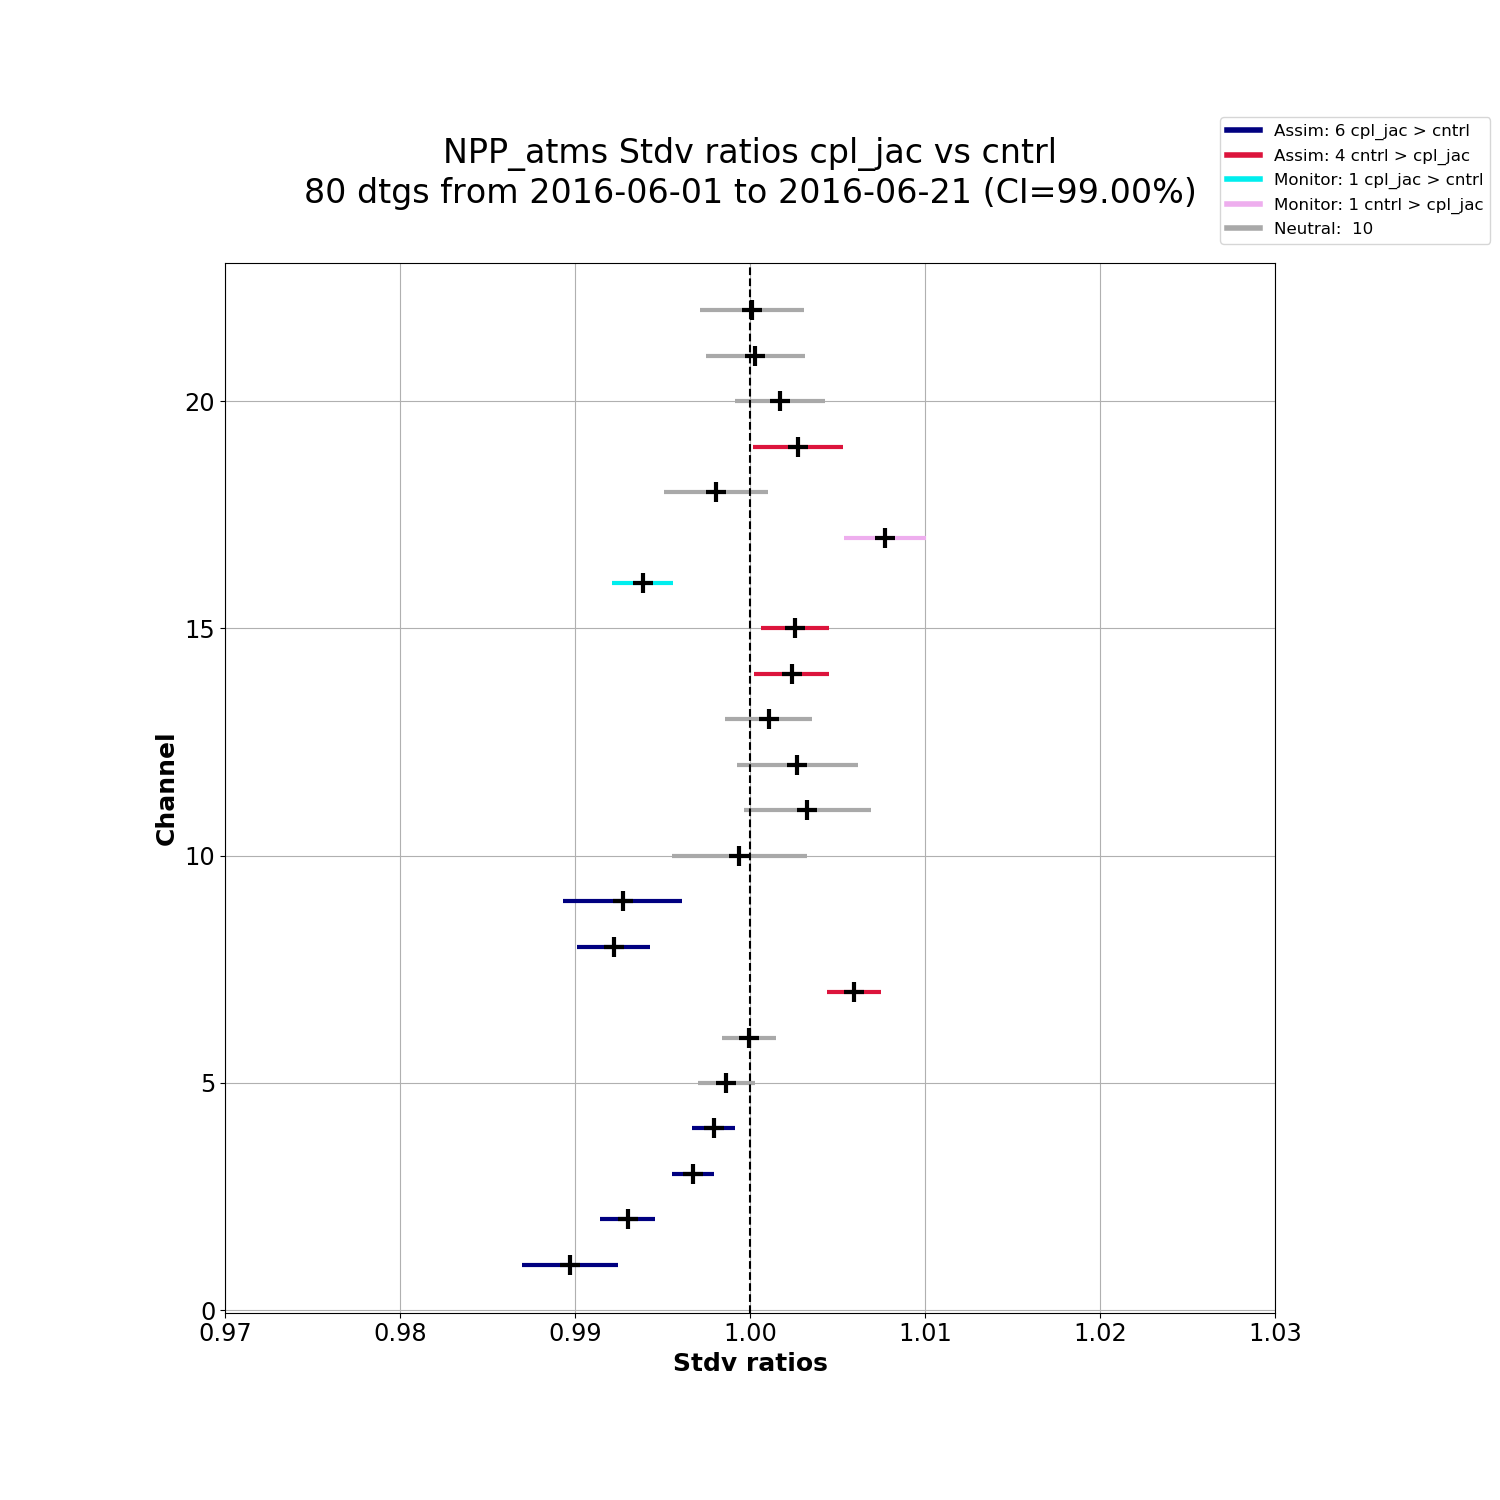 NPP_atms Stdv ratios cpl_jac vs cntrl
80 dtgs from 2016-06-01 to 2016-06-21 (CI=99.00%)
Assim: 6 cpl_jac > cntrl
Assim: 4 cntrl > cpl_jac
Monitor: 1 cpl_jac > cntrl
Monitor: 1 cntrl > cpl_jac
Neutral:  10
20
15
Channel
10
5
0
0.97 0.98 0.99 1.00 1.01 1.02 1.03
Stdv ratios